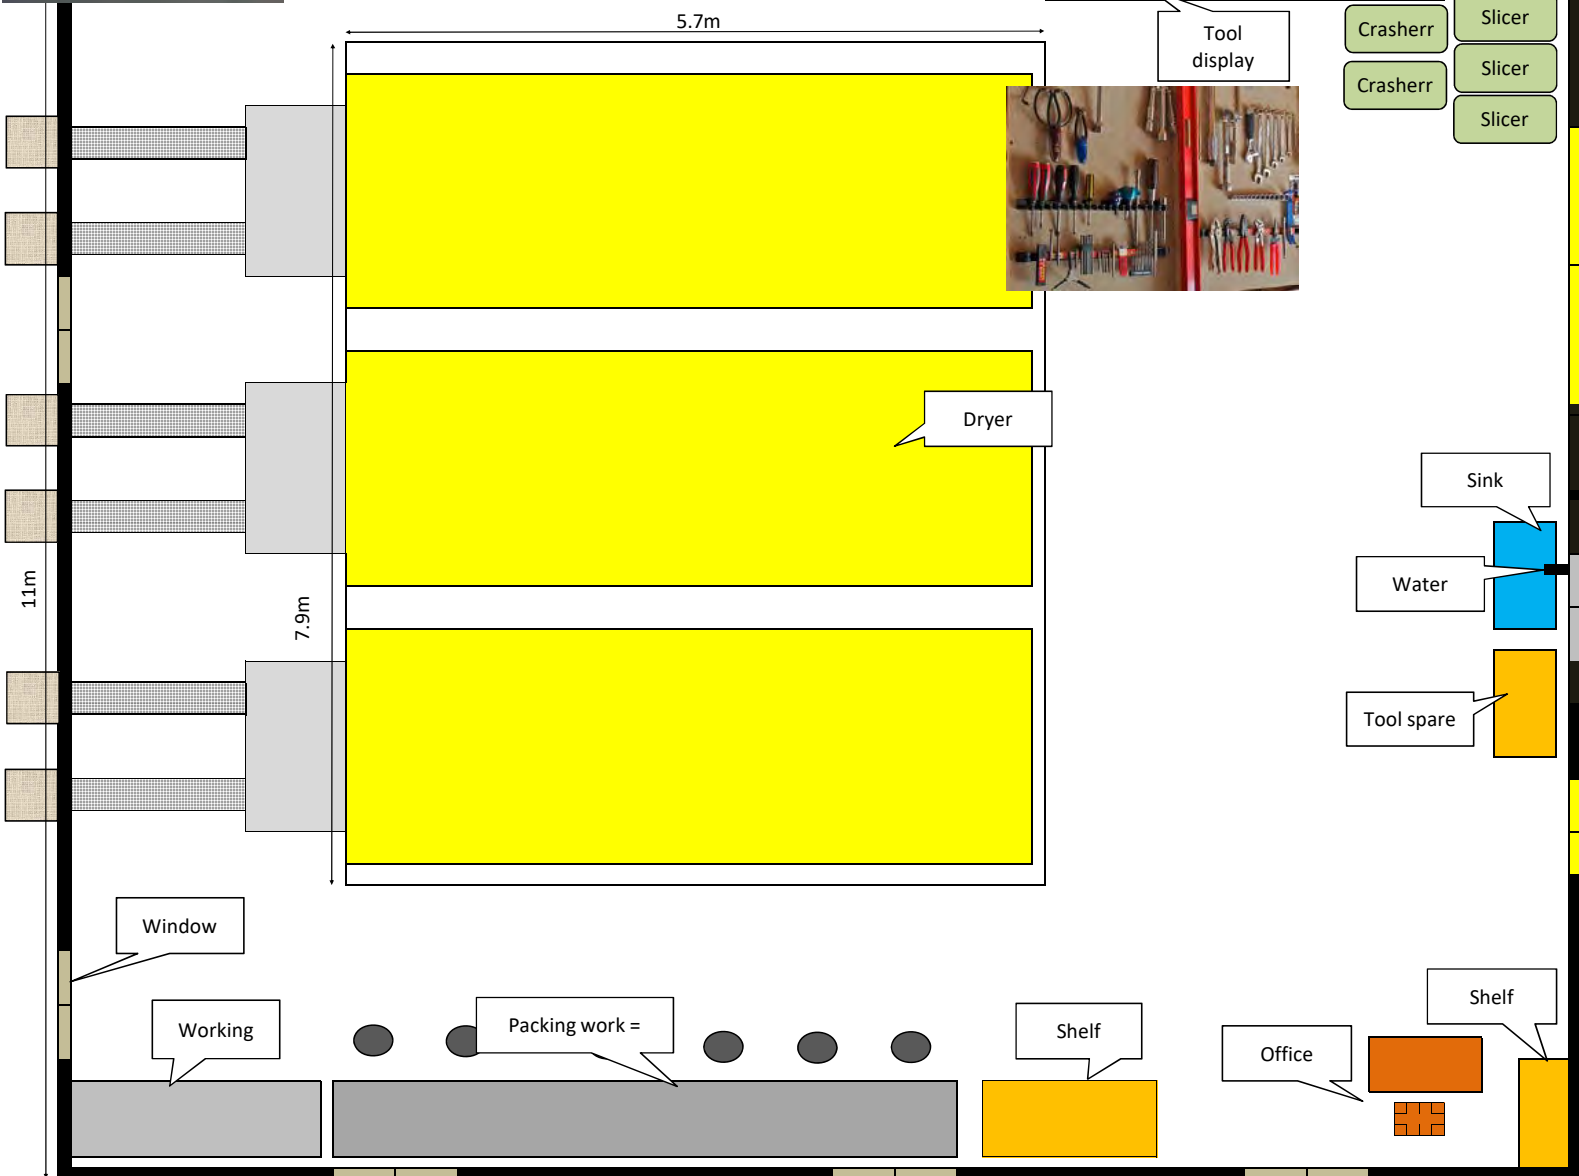 5.7m
Tool
display
Crasherr
Slicer
Crasherr
Slicer
Slicer
Dryer
Sink
11m
7.9m
Water
Tool spare
Window
Working
Packing work =
Shelf
Office
Shelf